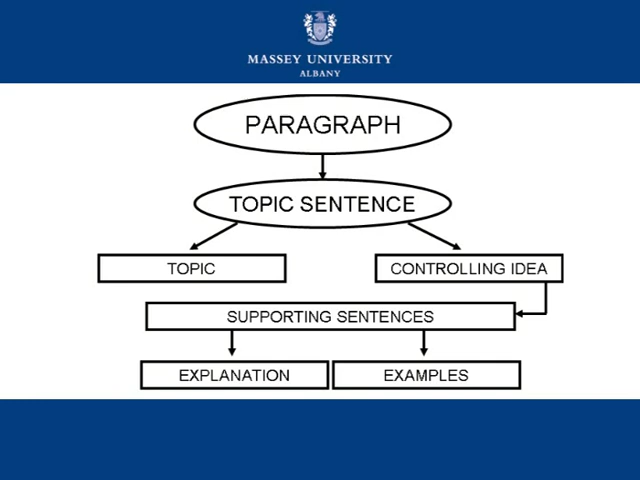 MASSEY UNIVERSITY
ALBANY
PARAGRAPH
TOPIC SENTENCE
TOPIC
CONTROLLING IDEA
SUPPORTING SENTENCES
EXPLANATION
EXAMPLES